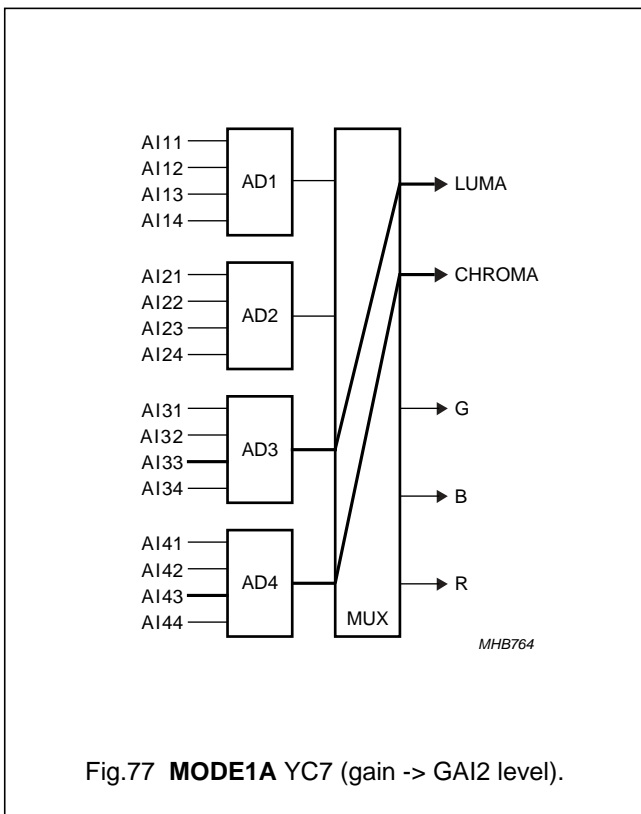 AI11
AI12
AI13
AI14
AD1
AI21
AI22
AI23
AI24
AD2
AI31
AI32
AI33
AI34
AD3
AI41
AI42
AI43
AI44
AD4
MUX
LUMA
CHROMA
G
B
R
MHB764
Fig.77 MODE1A YC7 (gain -> GAI2 level).